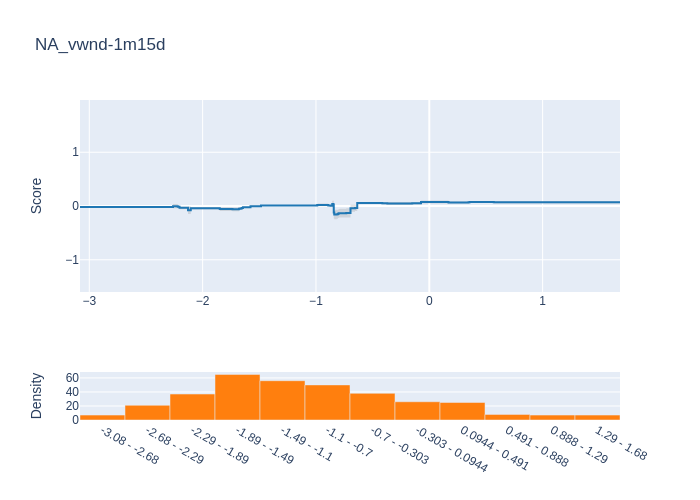 NA_vwnd-1m15d
Score
1
0
−1
−3
−2
−1
0
1
Density
60
40
20
0
-3.08 - -2.68
-2.68 - -2.29
-2.29 - -1.89
-1.89 - -1.49
-1.49 - -1.1
-1.1 - -0.7
-0.7 - -0.303
-0.303 - 0.0944
0.0944 - 0.491
0.491 - 0.888
0.888 - 1.29
1.29 - 1.68